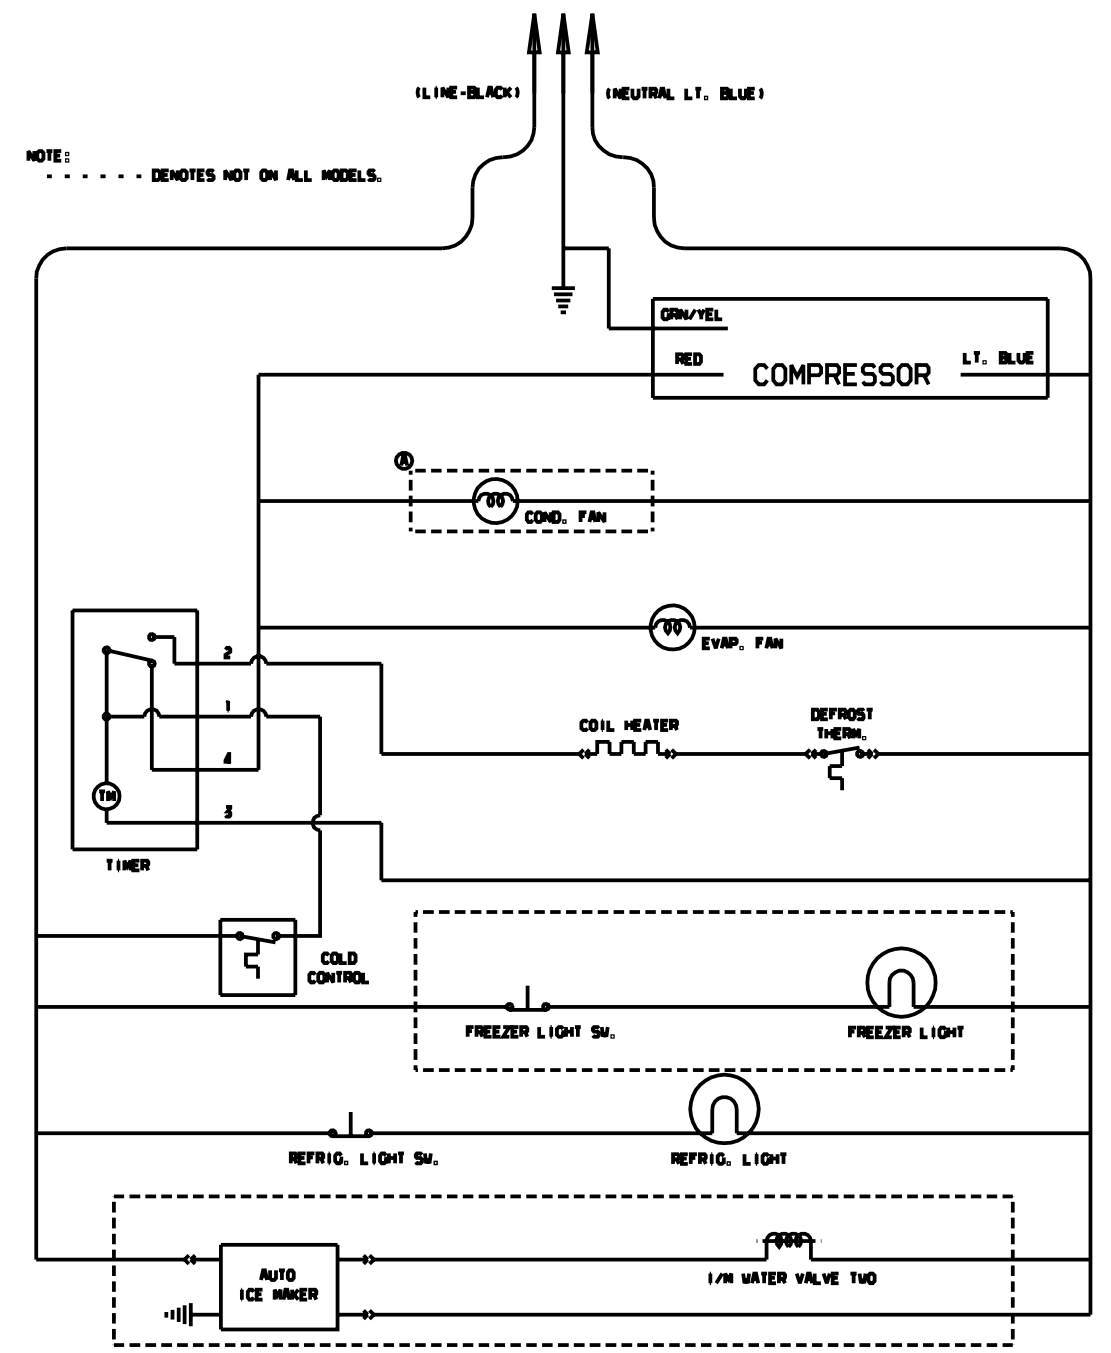 (LINE-BLACK)
(NEUTRAL LT. BLUE)
NOTE:
- - - - - - DENOTES NOT ON ALL MODELS.
GRN/YEL
RED
COMPRESSOR
LT. BLUE
A
COND. FAN
EVAP. FAN
2
1
4
3
TM
TIMER
COIL HEATER
DEFROST
THERM.
COLD
CONTROL
FREEZER LIGHT SW.
FREEZER LIGHT
REFRIG. LIGHT SW.
REFRIG. LIGHT
AUTO
ICE MAKER
I/M WATER VALVE TWO